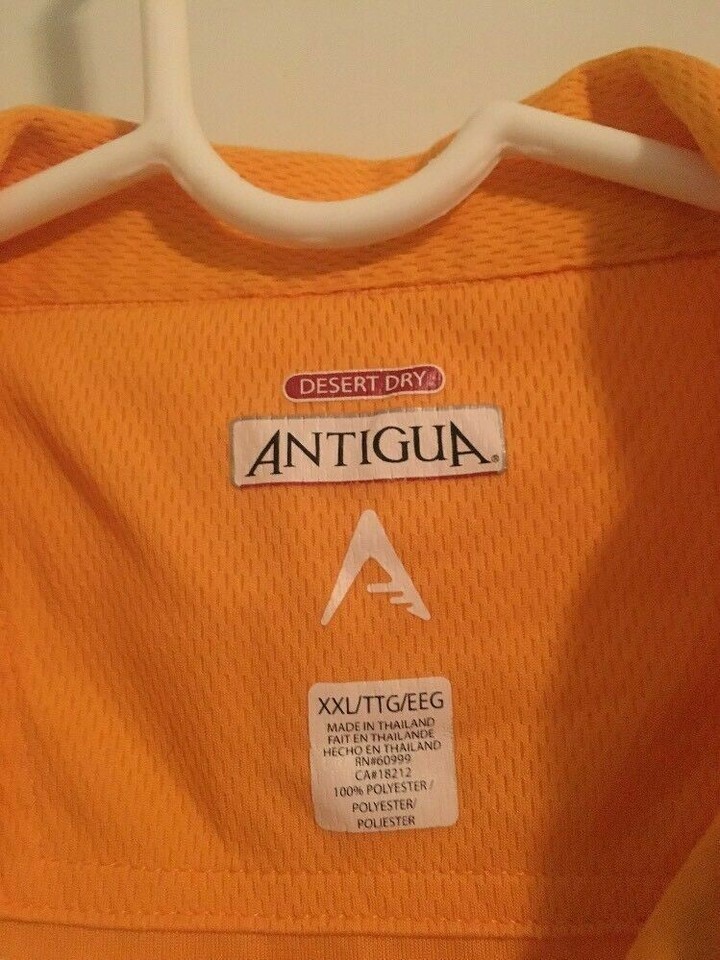 DESERT DRY
ANTIGUA®
XXL/TTG/EEG
MADE IN THAILAND
FAIT EN THAILANDE
HECHO EN THAILAND
RN#60999
CA#18212
100% POLYESTER /
POLYESTER/
POLIESTER